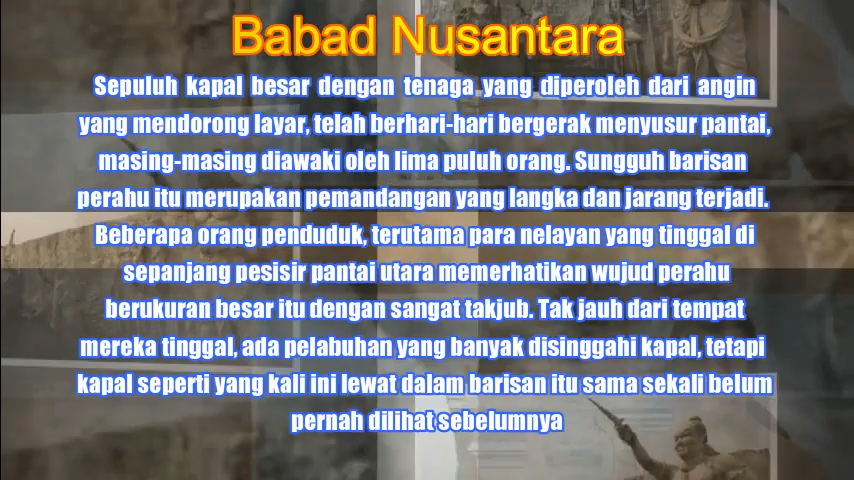 Babad Nusantara
Sepuluh kapal besar dengan tenaga yang diperoleh dari angin
yang mendorong layar, telah berhari-hari bergerak menyusur pantai,
masing-masing diawaki oleh lima puluh orang. Sungguh barisan
perahu itu merupakan pemandangan yang langka dan jarang terjadi.
Beberapa orang penduduk, terutama para nelayan yang tinggal di
sepanjang pesisir pantai utara memerhatikan wujud perahu
berukuran besar itu dengan sangat takjub. Tak jauh dari tempat
mereka tinggal, ada pelabuhan yang banyak disinggahi kapal, tetapi
kapal seperti yang kali ini lewat dalam barisan itu sama sekali belum
pernah dilihat sebelumnya